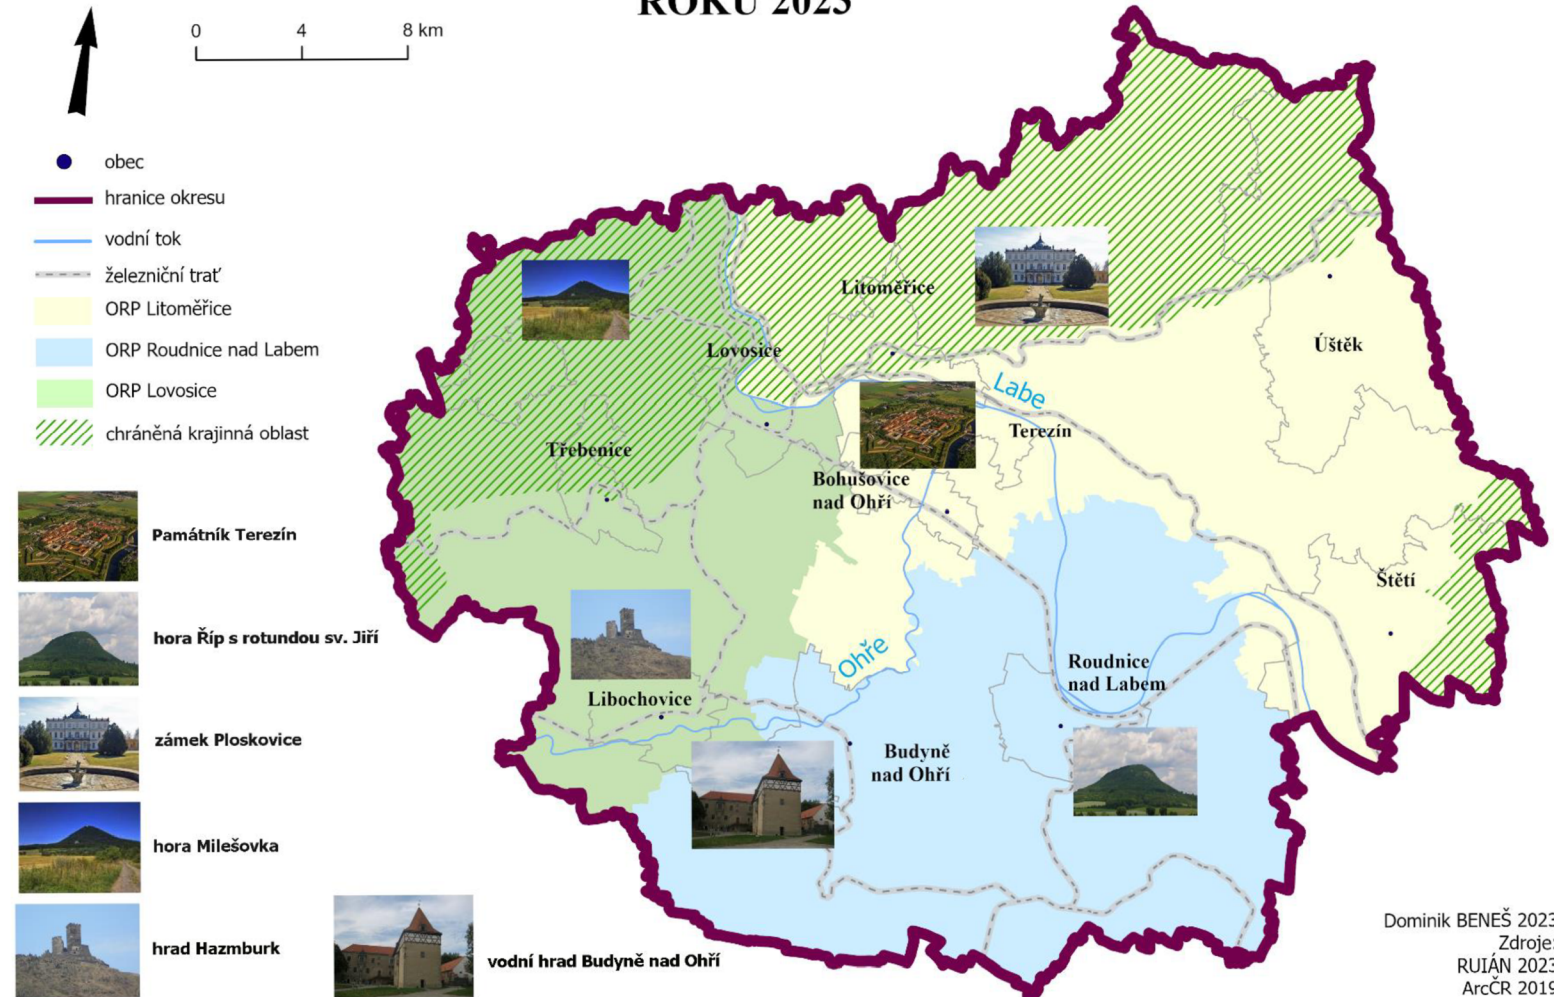 ROKU 2023
0 4 8 km
obec
hranice okresu
vodní tok
železniční trať
ORP Litoměřice
ORP Roudnice nad Labem
ORP Lovosice
chráněná krajinná oblast
Památník Terezín
hora Říp s rotundou sv. Jiří
zámek Ploskovice
hora Milešovka
hrad Hazmburk
vodní hrad Budyně nad Ohří
Litoměřice
Lovosice
Úštěk
Labe
Terezín
Třebenice
Bohušovice
nad Ohří
Štětí
Ohře
Roudnice
nad Labem
Libochovice
Budyně
nad Ohří
Dominik BENEŠ 2023
Zdroje:
RUIÁN 2023
ArcČR 2019